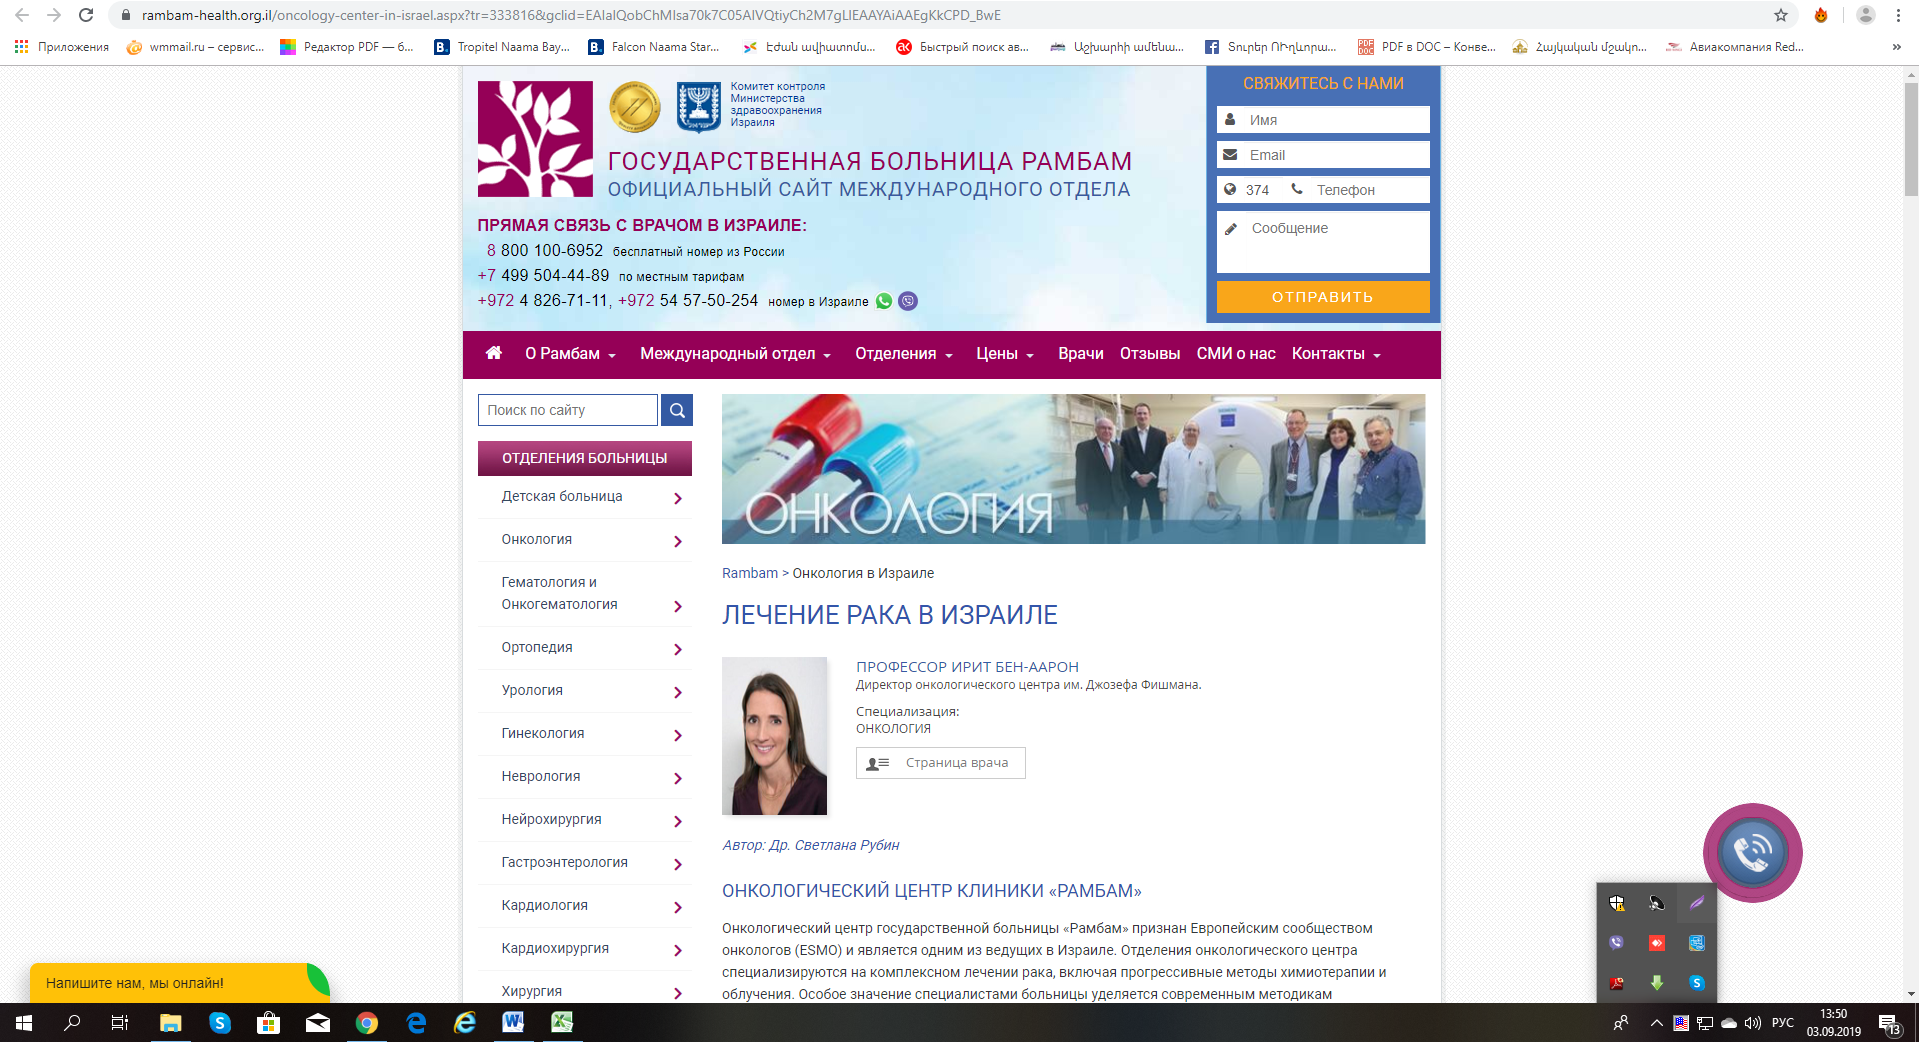 rambam-health.org.il/oncology-center-in-israel.aspx?tr=333816&gclid=EAIaIQobChMIsa70k7C05AIVQtiyCh2M7gLIEAAYAiAAEgKkCPD_BwE
Приложения
wmmail.ru – сервис...
Редактор PDF — б...
Tropitel Naama Bay...
Falcon Naama Star...
Էժան ավիատոմս...
Быстрый поиск ав...
Աշխարհի ամենա...
Տուրեր Ուղևորա...
PDF в DOC – Конве...
Հայկական մշակո...
Авиакомпания Red...
Комитет контроля
Министерства
здравоохранения
Израиля
ГОСУДАРСТВЕННАЯ БОЛЬНИЦА РАМБАМ
ОФИЦИАЛЬНЫЙ САЙТ МЕЖДУНАРОДНОГО ОТДЕЛА
ПРЯМАЯ СВЯЗЬ С ВРАЧОМ В ИЗРАИЛЕ:
8 800 100-6952 бесплатный номер из России
+7 499 504-44-89 по местным тарифам
+972 4 826-71-11, +972 54 57-50-254 номер в Израиле
СВЯЖИТЕСЬ С НАМИ
Имя
Email
374 Телефон
Сообщение
ОТПРАВИТЬ
О Рамбам Международный отдел Отделения Цены Врачи Отзывы СМИ о нас Контакты
Поиск по сайту
ОТДЕЛЕНИЯ БОЛЬНИЦЫ
Детская больница
Онкология
Гематология и
Онкогематология
Ортопедия
Урология
Гинекология
Неврология
Нейрохирургия
Гастроэнтерология
Кардиология
Кардиохирургия
Хирургия
ОНКОЛОГИЯ
Rambam > Онкология в Израиле
ЛЕЧЕНИЕ РАКА В ИЗРАИЛЕ
ПРОФЕССОР ИРИТ БЕН-ААРОН
Директор онкологического центра им. Джозефа Фишмана.
Специализация:
ОНКОЛОГИЯ
Страница врача
Автор: Др. Светлана Рубин
ОНКОЛОГИЧЕСКИЙ ЦЕНТР КЛИНИКИ «РАМБАМ»
Онкологический центр государственной больницы «Рамбам» признан Европейским сообществом
онкологов (ESMO) и является одним из ведущих в Израиле. Отделения онкологического центра
специализируются на комплексном лечении рака, включая прогрессивные методы химиотерапии и
облучения. Особое значение специалистами больницы уделяется современным методикам
Напишите нам, мы онлайн!
РУС
13:50
03.09.2019
13